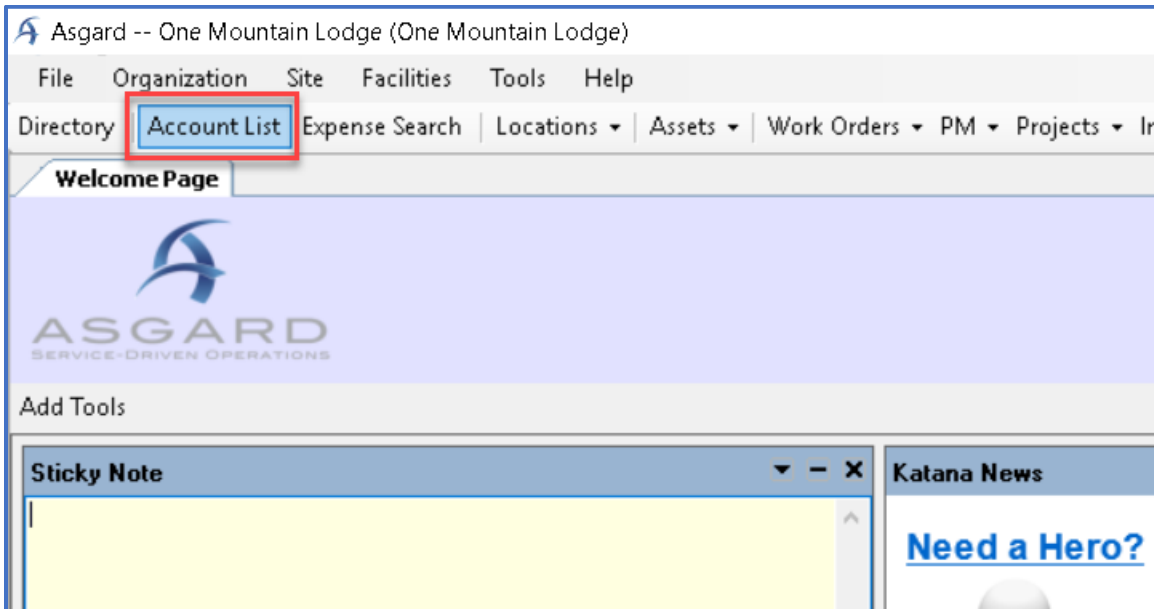 Asgard -- One Mountain Lodge (One Mountain Lodge)
File Organization Site Facilities Tools Help
Directory Account List Expense Search Locations Assets Work Orders PM Projects
Welcome Page
ASGARD
SERVICE-DRIVEN OPERATIONS
Add Tools
Sticky Note
Katana News
Need a Hero?